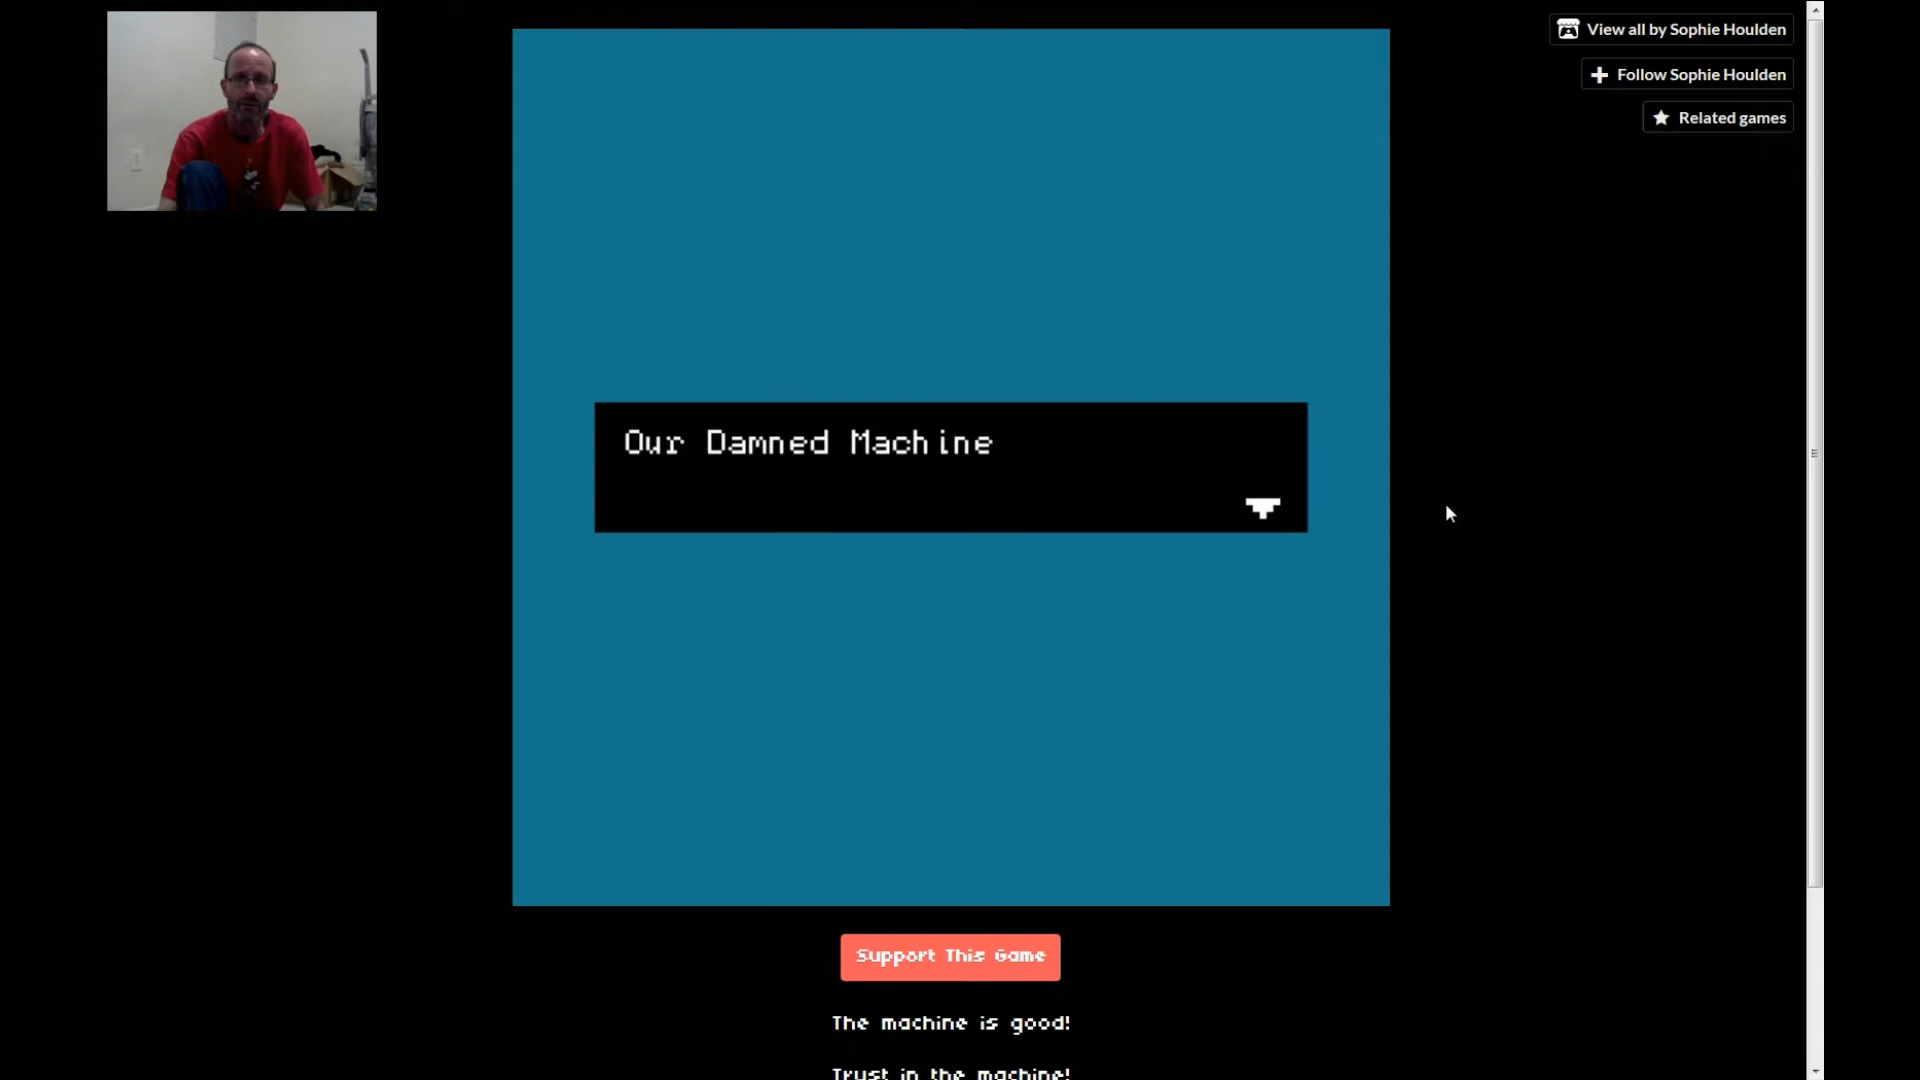 View all by Sophie Houlden
Follow Sophie Houlden
Related games
Our Damned Machine
Support This Game
The machine is good!
Trust in the machine!